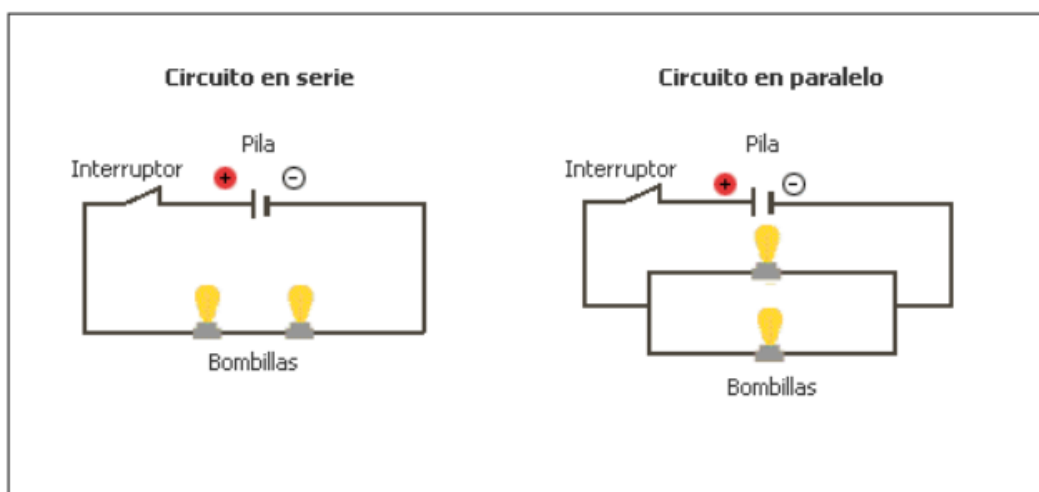 Circuito en serie
Pila
Interruptor
+ -
Bombillas
Circuito en paralelo
Pila
Interruptor
+ -
Bombillas